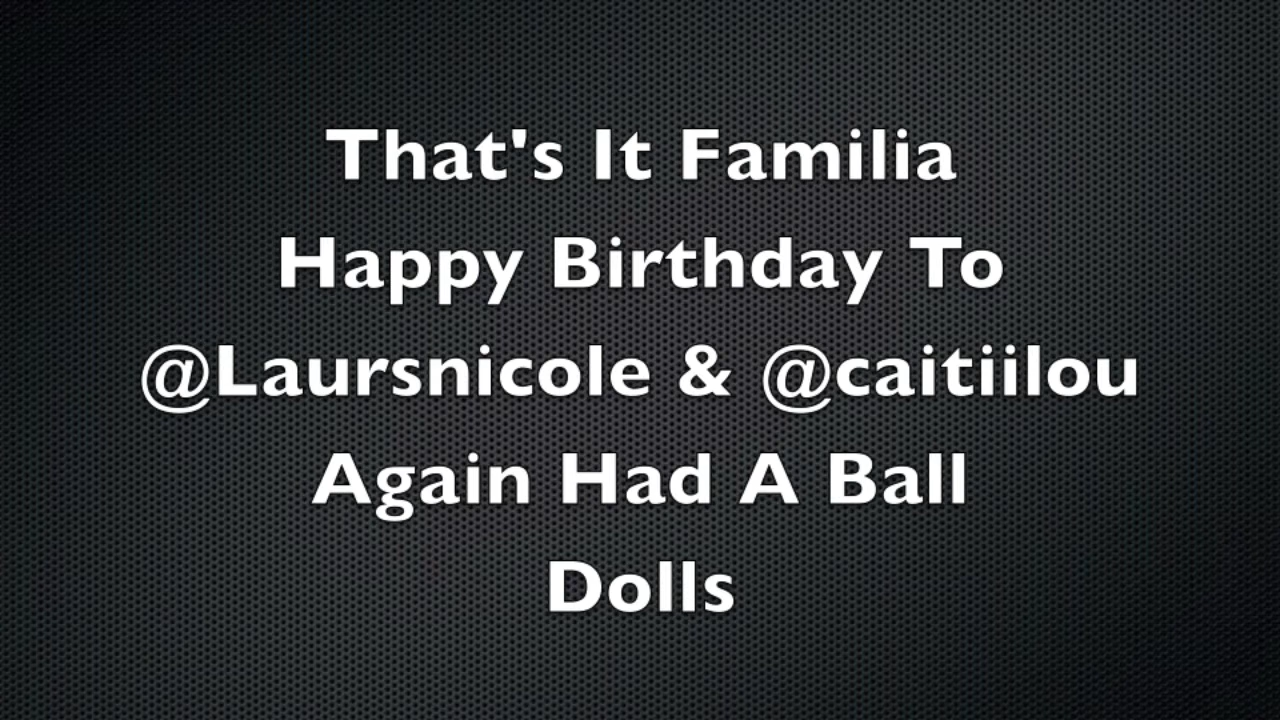 That's It Familia
Happy Birthday To
@Laursnicole & @caitiilou
Again Had A Ball
Dolls